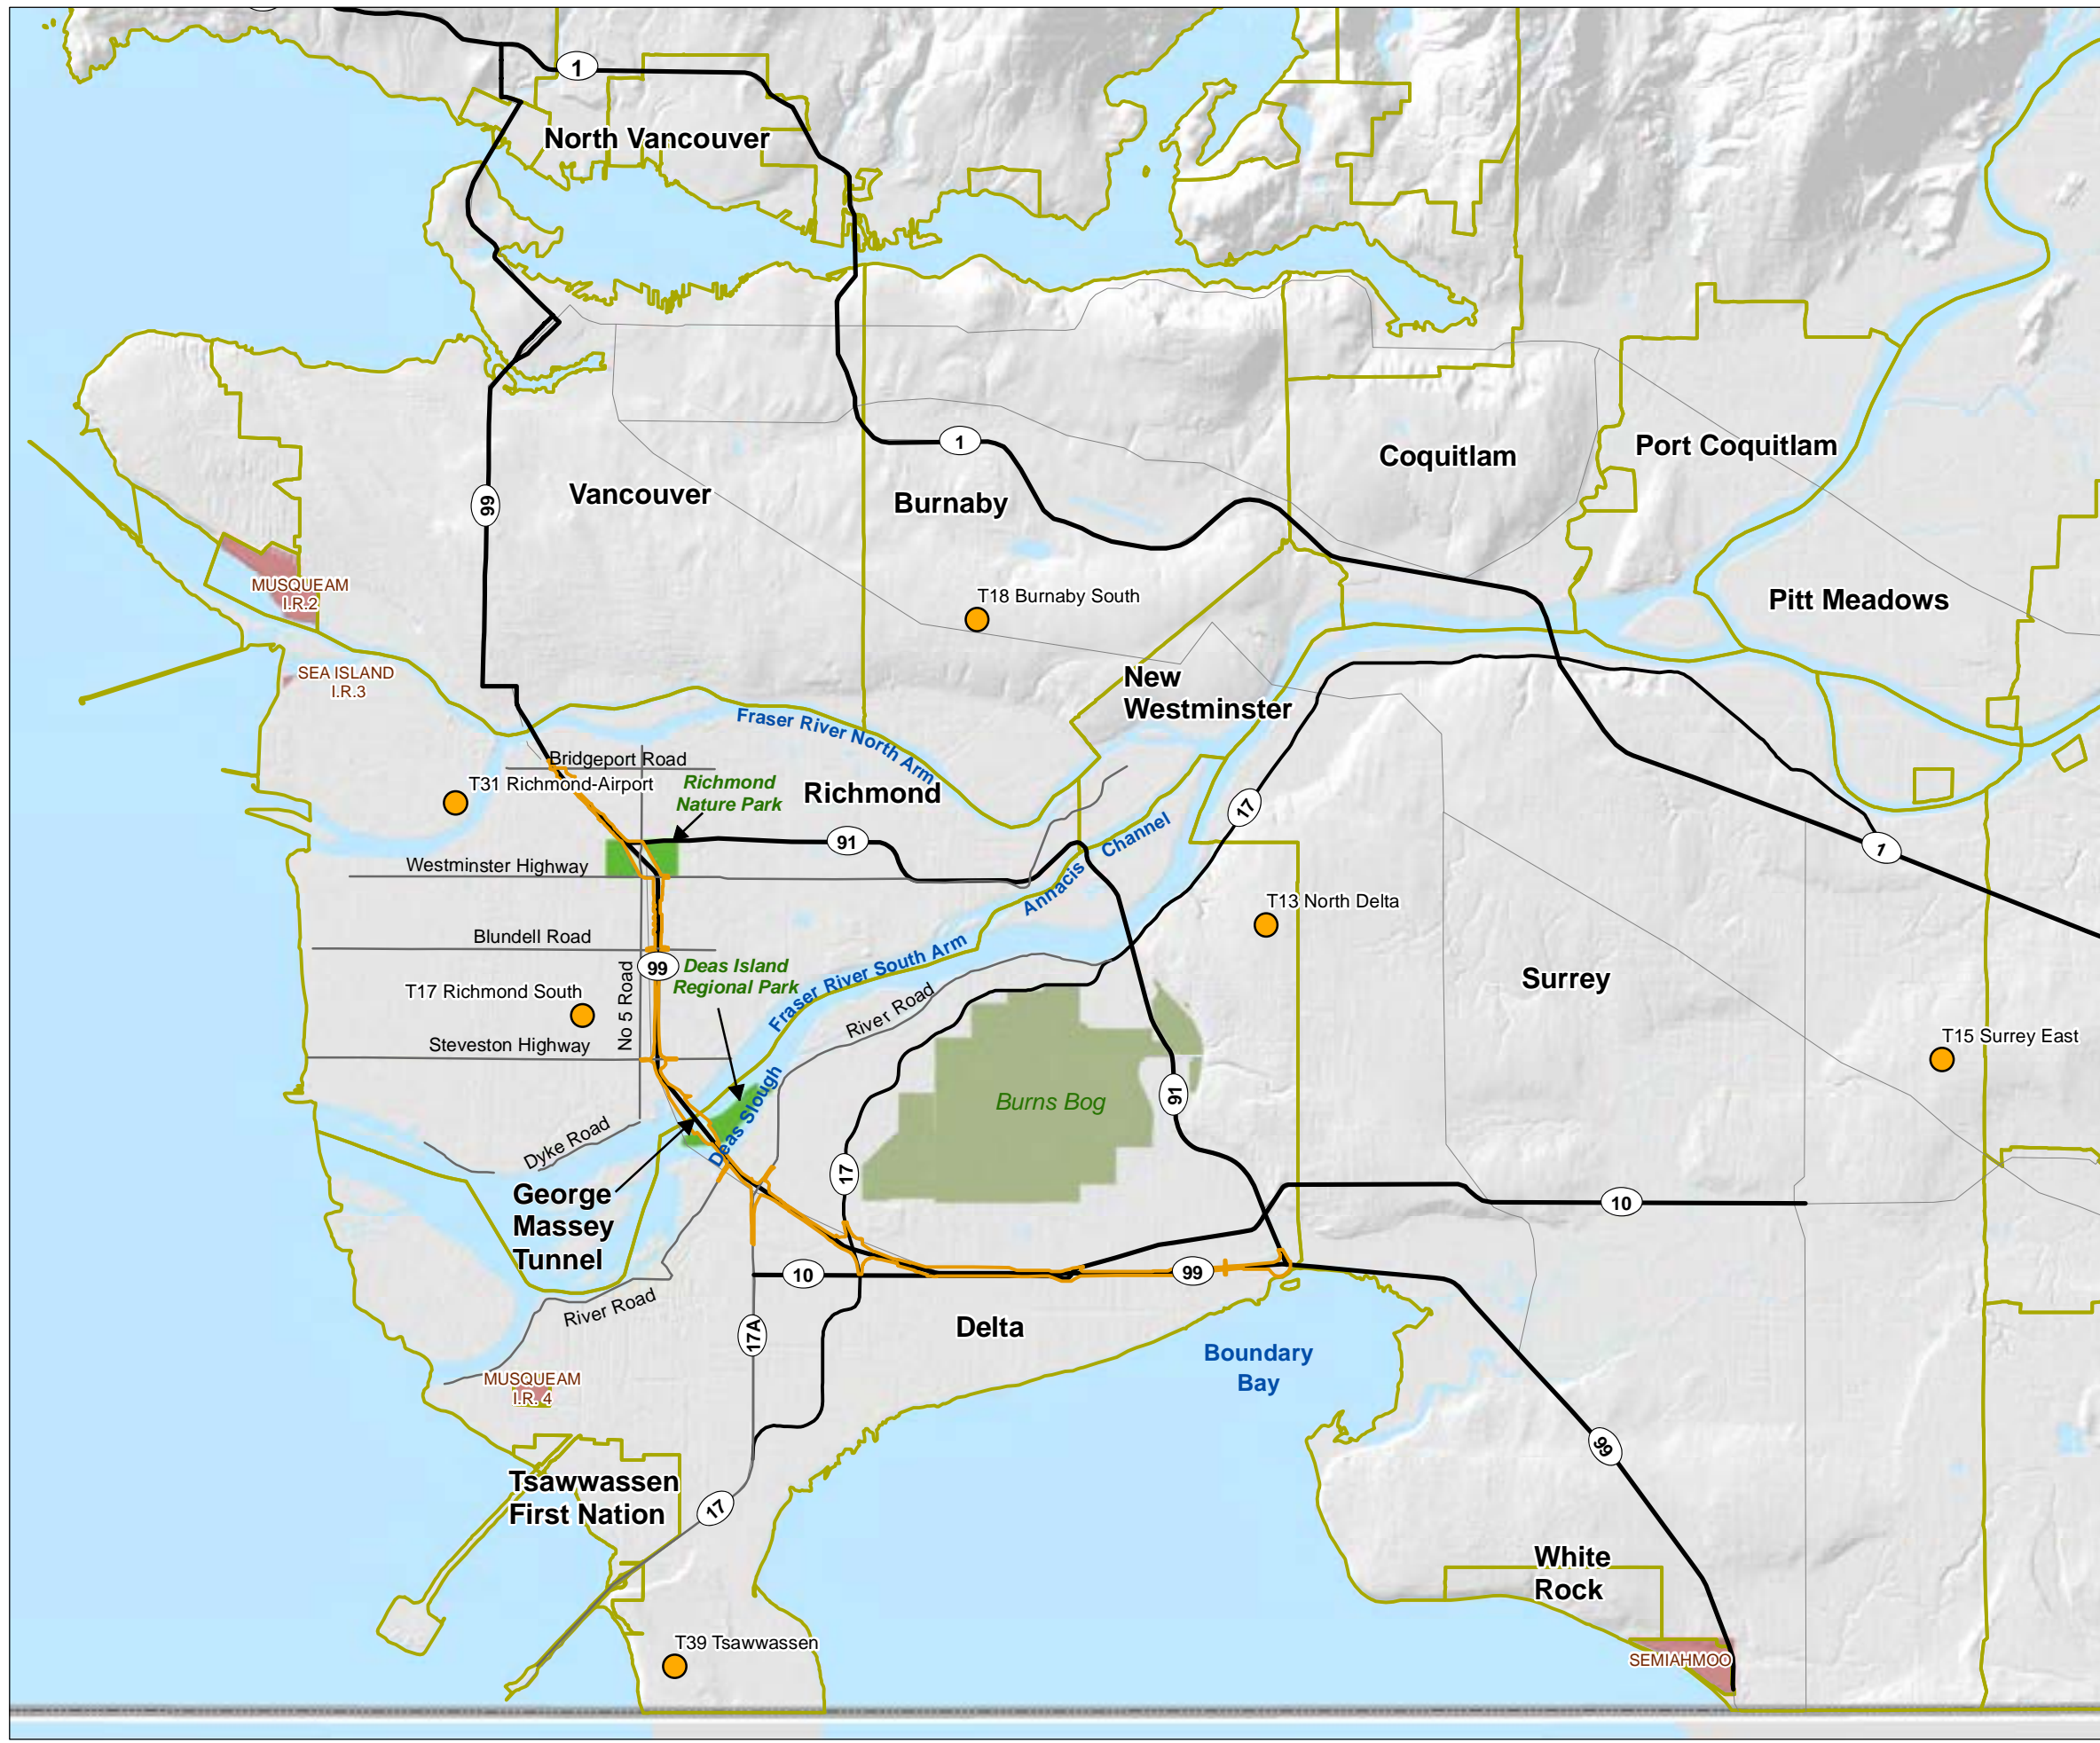 1
North Vancouver
1
Coquitlam
Port Coquitlam
Vancouver
Burnaby
99
MUSQUEAM
I.R.2
T18 Burnaby South
Pitt Meadows
SEA ISLAND
I.R.3
New
Westminster
Fraser River North Arm
Bridgeport Road
T31 Richmond-Airport
Richmond
Nature Park
Richmond
17
91
Annacis Channel
1
Westminster Highway
T13 North Delta
Blundell Road
99
Deas Island
Regional Park
Fraser River South Arm
Surrey
T17 Richmond South
No 5 Road
River Road
T15 Surrey East
Steveston Highway
Deas Slough
Burns Bog
91
Dyke Road
17
George
Massey
Tunnel
10
10
99
River Road
17A
Delta
Boundary
Bay
MUSQUEAM
I.R. 4
99
Tsawwassen
First Nation
17
White
Rock
T39 Tsawwassen
SEMIAHMOO